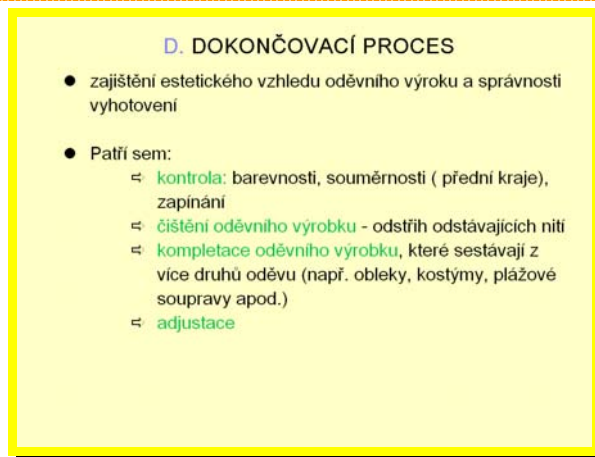 D. DOKONČOVACÍ PROCES
● zajištění estetického vzhledu oděvního výroku a správnosti
vyhotovení
● Patří sem:
⇨ kontrola: barevnosti, souměrnosti ( přední kraje),
zapínání
⇨ čištění oděvního výrobku - odstřih odstávajících nití
⇨ kompletace oděvního výrobku, které sestávají z
více druhů oděvu (např. obleky, kostýmy, plážové
soupravy apod.)
⇨ adjustace